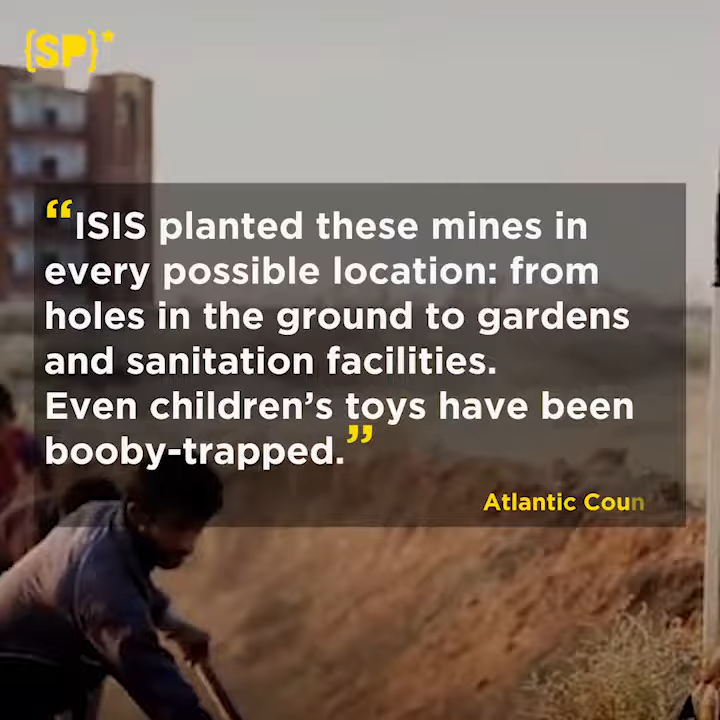 {SP}*
“ISIS planted these mines in
every possible location: from
holes in the ground to gardens
and sanitation facilities.
Even children’s toys have been
booby-trapped.”
Atlantic Coun